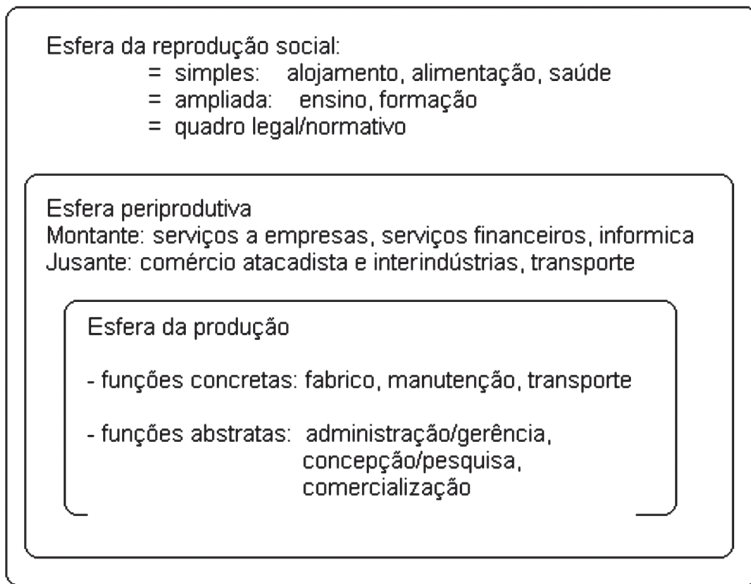 Esfera da reprodução social:
= simples: alojamento, alimentação, saúde
= ampliada: ensino, formação
= quadro legal/normativo
Esfera periprodutiva
Montante: serviços a empresas, serviços financeiros, informica
Jusante: comércio atacadista e interindústrias, transporte
Esfera da produção
- funções concretas: fabrico, manutenção, transporte
- funções abstratas: administração/gerência,
concepção/pesquisa,
comercialização